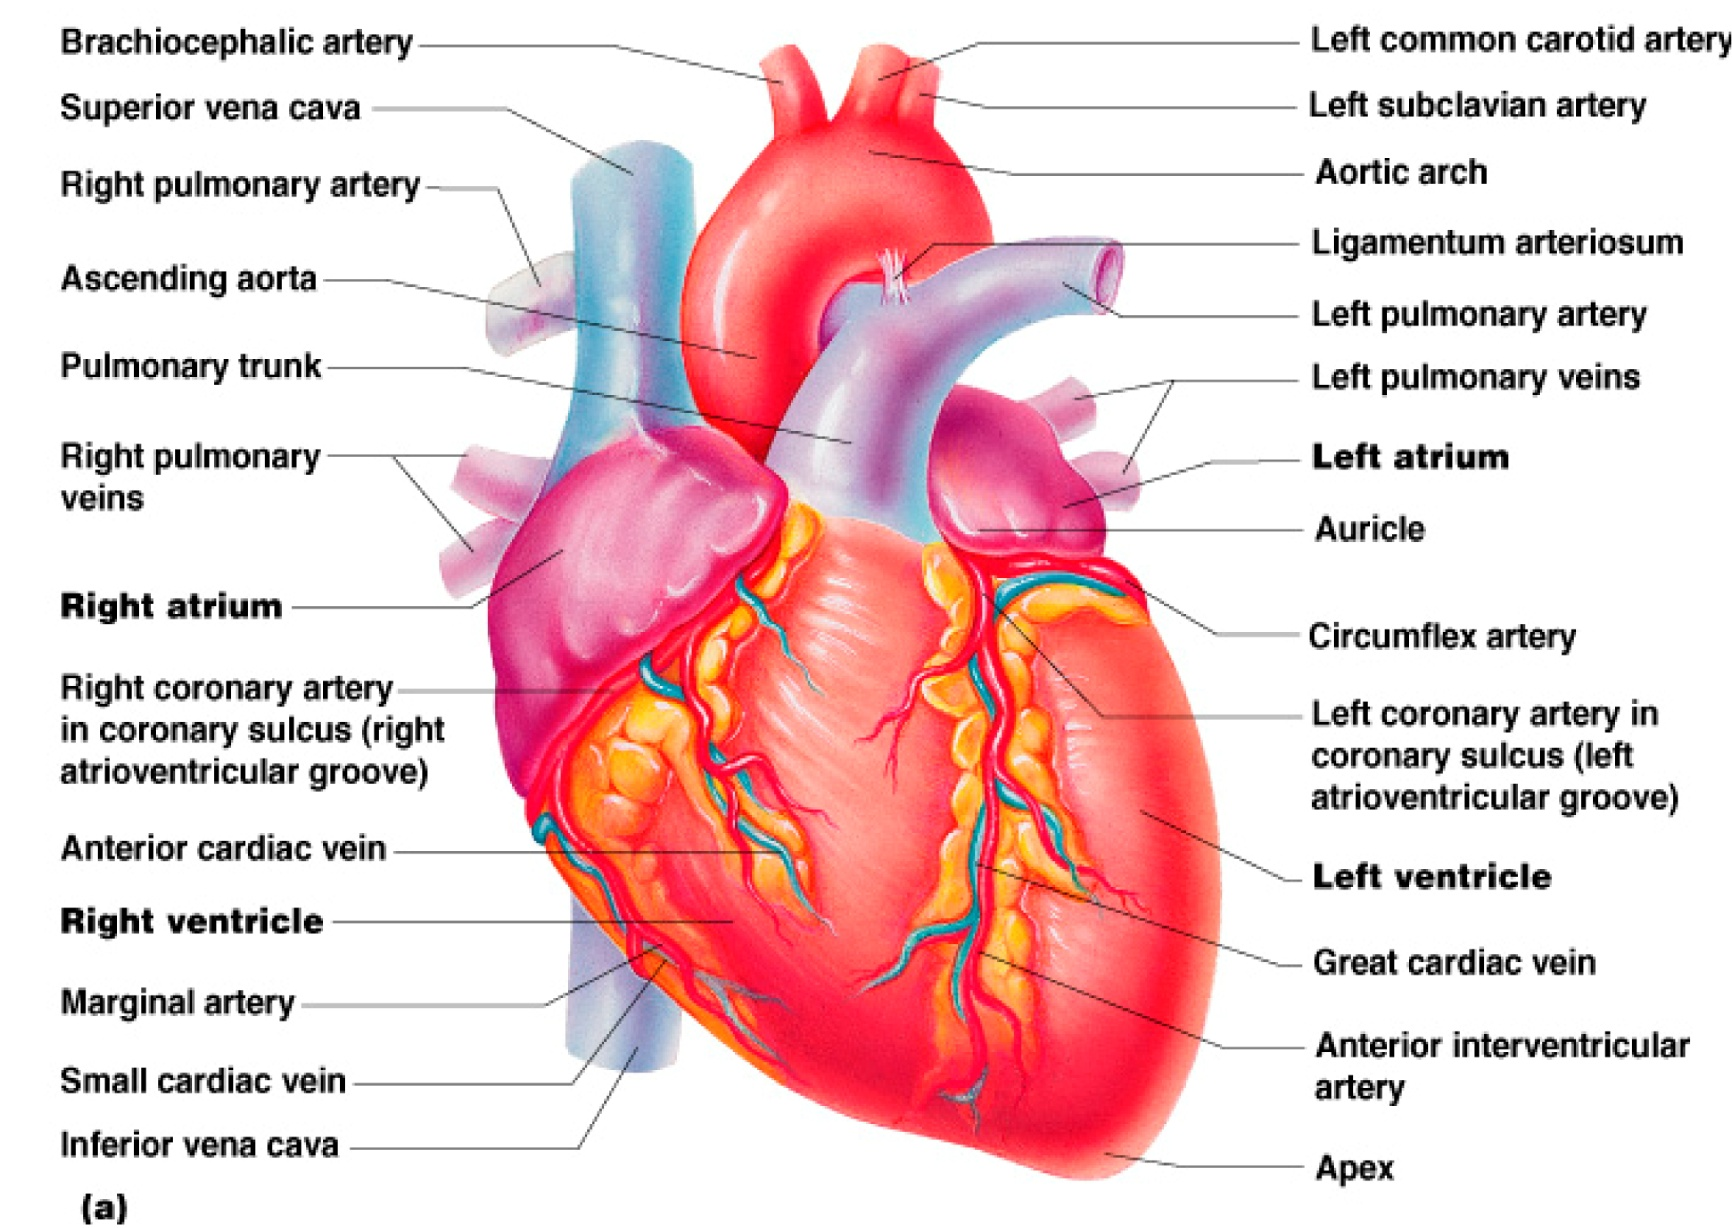 Brachiocephalic artery
Superior vena cava
Right pulmonary artery
Ascending aorta
Pulmonary trunk
Right pulmonary
veins
Right atrium
Right coronary artery
in coronary sulcus (right
atrioventricular groove)
Anterior cardiac vein
Right ventricle
Marginal artery
Small cardiac vein
Inferior vena cava
(a)
Left common carotid artery
Left subclavian artery
Aortic arch
Ligamentum arteriosum
Left pulmonary artery
Left pulmonary veins
Left atrium
Auricle
Circumflex artery
Left coronary artery in
coronary sulcus (left
atrioventricular groove)
Left ventricle
Great cardiac vein
Anterior interventricular
artery
Apex